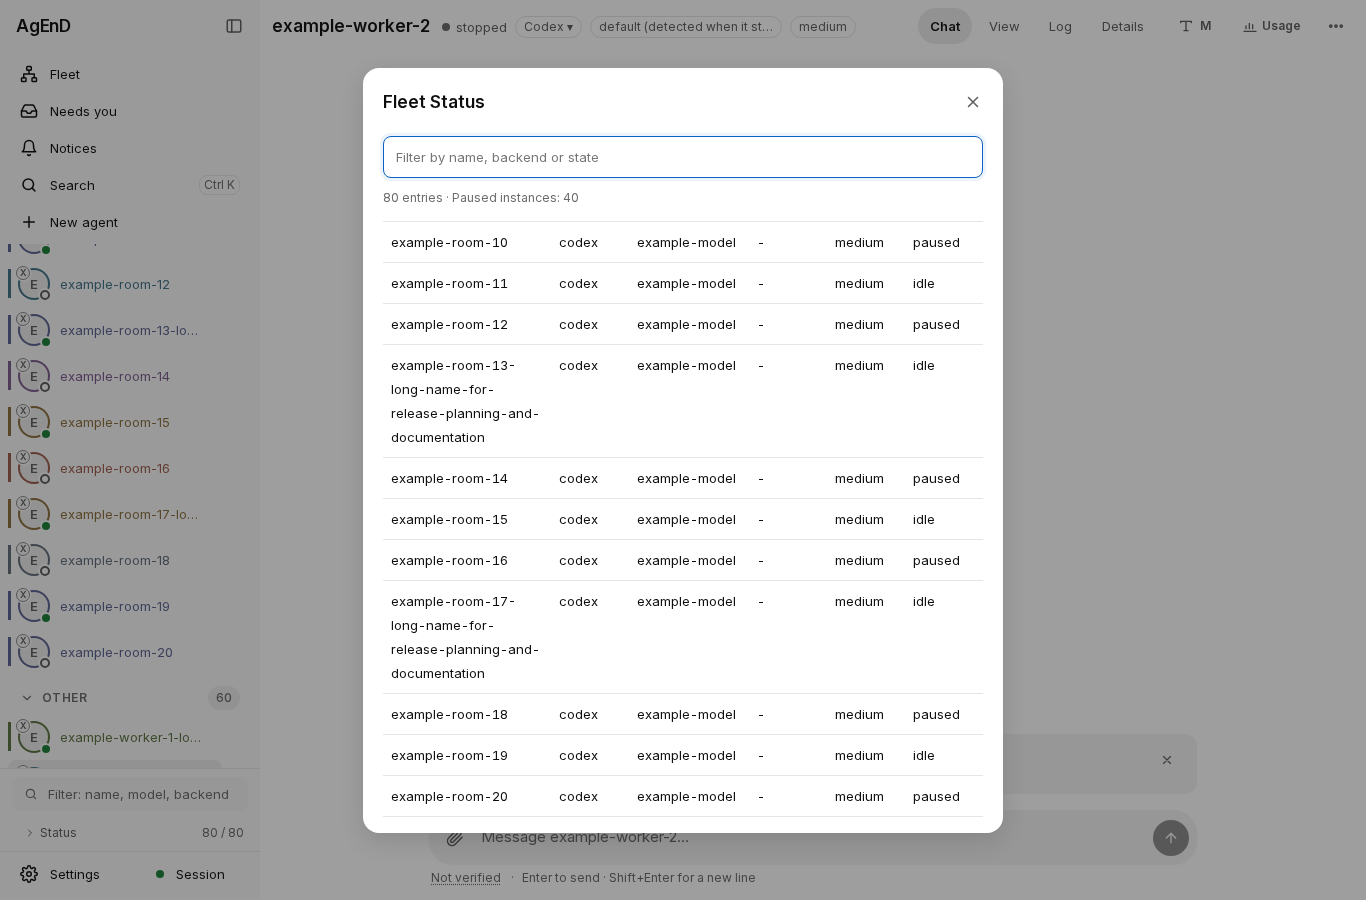 AgEnD
Fleet
Needs you
Notices
Search Ctrl K
New agent
X E example-room-12
X E example-room-13-lo...
X E example-room-14
X E example-room-15
X E example-room-16
X E example-room-17-lo...
X E example-room-18
X E example-room-19
X E example-room-20
OTHER 60
X E example-worker-1-lo...
Filter: name, model, backend
Status 80 / 80
Settings Session
example-worker-2 stopped Codex ▾ default (detected when it st... medium Chat View Log Details M Usage
Fleet Status
Filter by name, backend or state
80 entries · Paused instances: 40
example-room-10 codex example-model - medium paused
example-room-11 codex example-model - medium idle
example-room-12 codex example-model - medium paused
example-room-13- codex example-model - medium idle
long-name-for-
release-planning-and-
documentation
example-room-14 codex example-model - medium paused
example-room-15 codex example-model - medium idle
example-room-16 codex example-model - medium paused
example-room-17- codex example-model - medium idle
long-name-for-
release-planning-and-
documentation
example-room-18 codex example-model - medium paused
example-room-19 codex example-model - medium idle
example-room-20 codex example-model - medium paused
Message example-worker-2...
Not verified · Enter to send · Shift+Enter for a new line